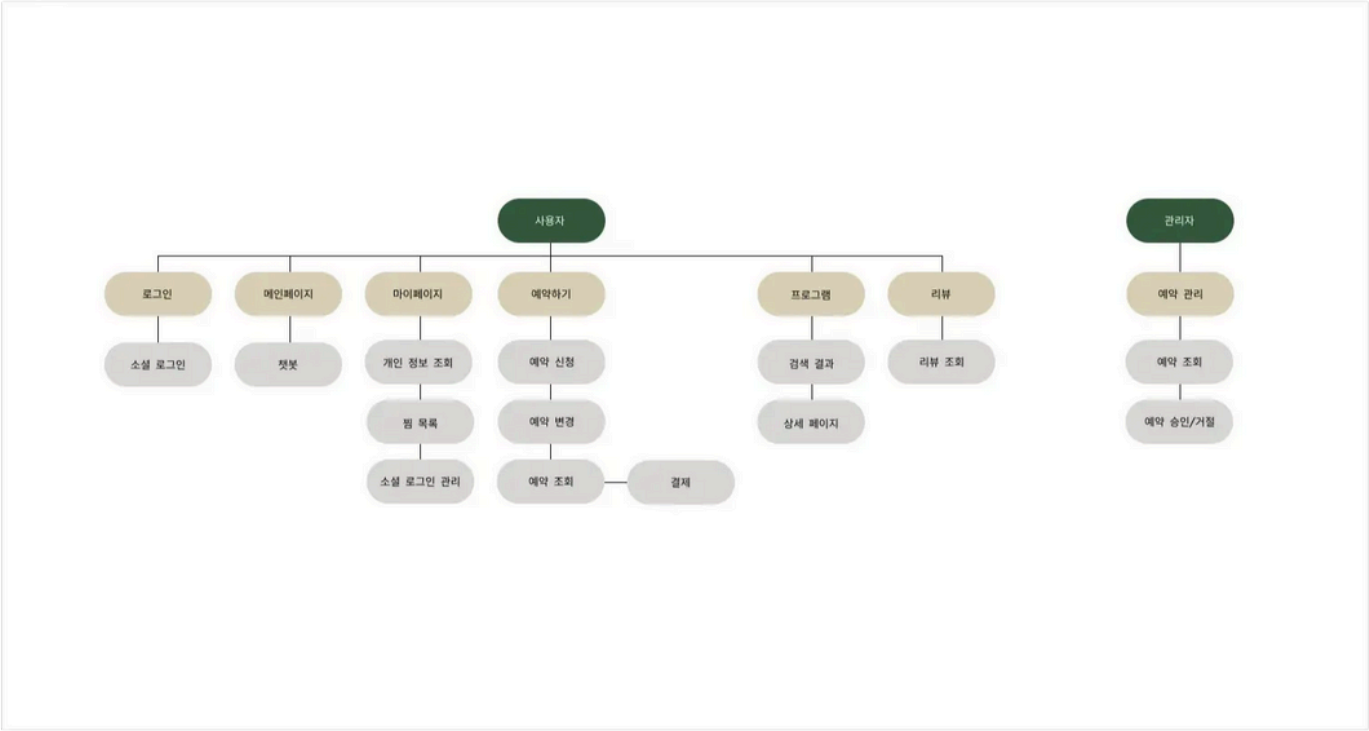 사용자
관리자
로그인
메인페이지
마이페이지
예약하기
프로그램
리뷰
예약 관리
소셜 로그인
챗봇
개인 정보 조회
예약 신청
검색 결과
리뷰 조회
예약 조회
찜 목록
예약 변경
상세 페이지
예약 승인/거절
소셜 로그인 관리
예약 조회
결제